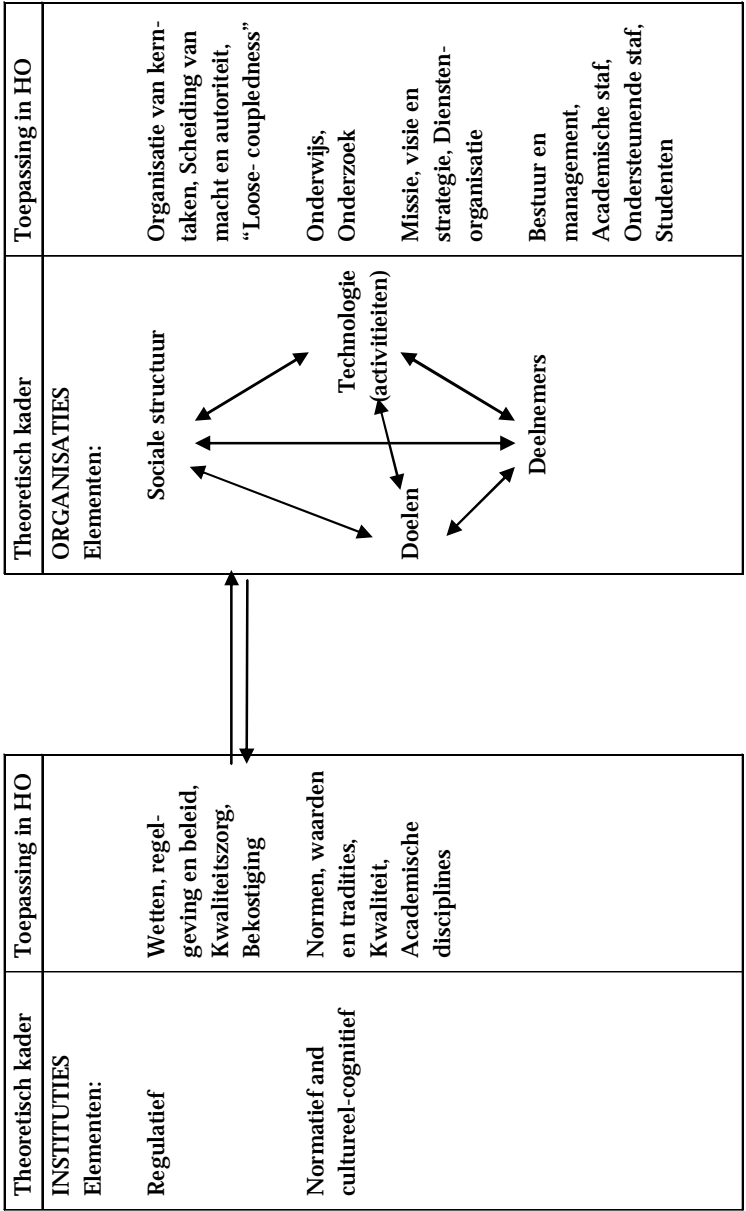 Theoretisch kader
Toepassing in HO
INSTITUTIES
Elementen:
Regulatief
Wetten, regel-
geving en beleid,
Kwaliteitszorg,
Bekostiging
Normatief and
cultureel-cognitief
Normen, waarden
en tradities,
Kwaliteit,
Academische
disciplines
Theoretisch kader
Toepassing in HO
ORGANISATIES
Elementen:
Sociale structuur
Organisatie van kern-
taken, Scheiding van
macht en autoriteit,
“Loose- coupledness”
Technologie
(activitieiten)
Onderwijs,
Onderzoek
Doelen
Missie, visie en
strategie, Diensten-
organisatie
Deelnemers
Bestuur en
management,
Academische staf,
Ondersteunende staf,
Studenten